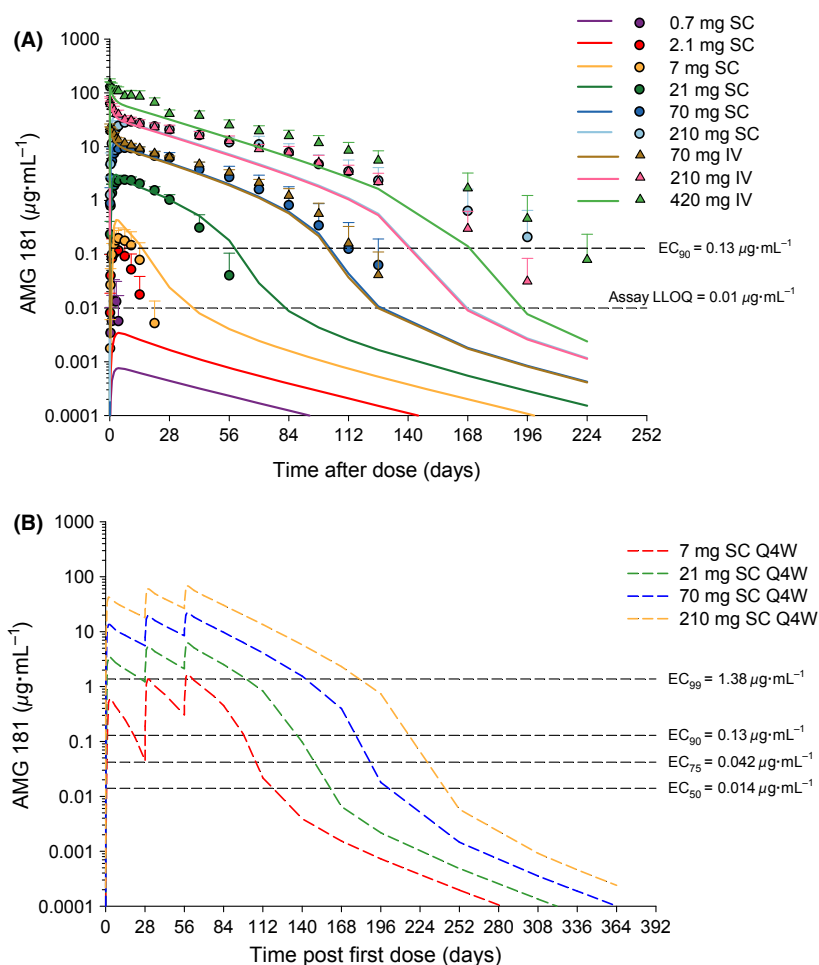 (A)
1000
100
10
1
0.1
0.01
0.001
0.0001
AMG 181 (µg·mL⁻¹)
0 28 56 84 112 140 168 196 224 252
Time after dose (days)
0.7 mg SC
2.1 mg SC
7 mg SC
21 mg SC
70 mg SC
210 mg SC
70 mg IV
210 mg IV
420 mg IV
EC₉₀ = 0.13 µg·mL⁻¹
Assay LLOQ = 0.01 µg·mL⁻¹
(B)
1000
100
10
1
0.1
0.01
0.001
0.0001
AMG 181 (µg·mL⁻¹)
0 28 56 84 112 140 168 196 224 252 280 308 336 364 392
Time post first dose (days)
7 mg SC Q4W
21 mg SC Q4W
70 mg SC Q4W
210 mg SC Q4W
EC₉₉ = 1.38 µg·mL⁻¹
EC₉₀ = 0.13 µg·mL⁻¹
EC₇₅ = 0.042 µg·mL⁻¹
EC₅₀ = 0.014 µg·mL⁻¹